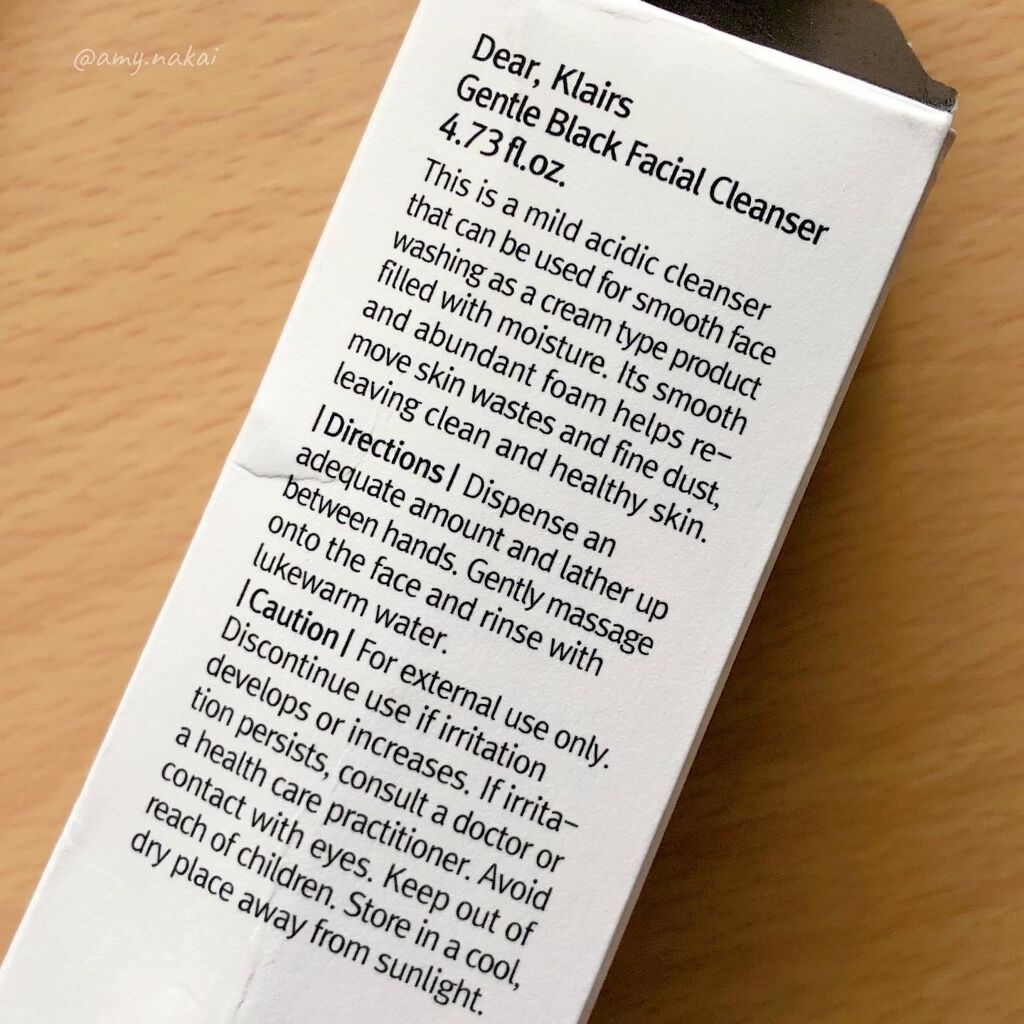 @amy.nakai
Dear, Klairs
Gentle Black Facial Cleanser
4.73 fl.oz.
This is a mild acidic cleanser
that can be used for smooth face
washing as a cream type product
filled with moisture. Its smooth
and abundant foam helps re-
move skin wastes and fine dust,
leaving clean and healthy skin.
|Directions| Dispense an
adequate amount and lather up
between hands. Gently massage
onto the face and rinse with
lukewarm water.
|Caution| For external use only.
Discontinue use if irritation
develops or increases. If irrita-
tion persists, consult a doctor or
a health care practitioner. Avoid
contact with eyes. Keep out of
reach of children. Store in a cool,
dry place away from sunlight.